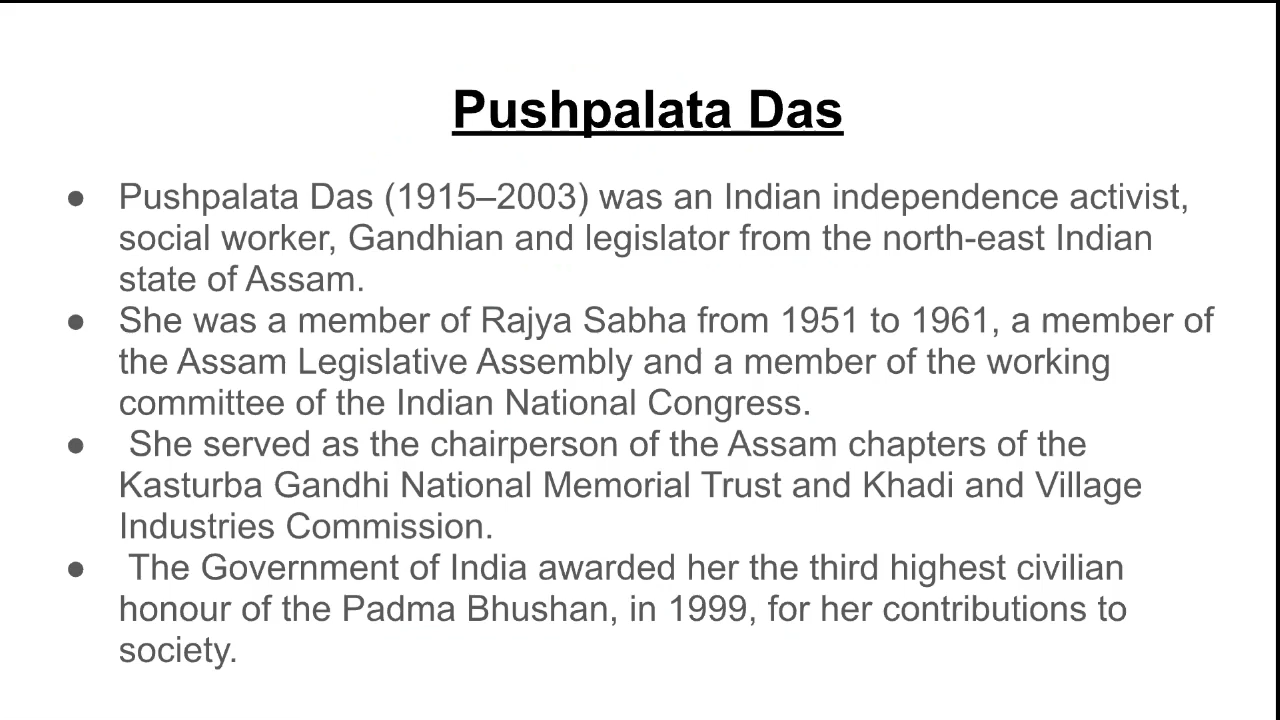 Pushpalata Das
● Pushpalata Das (1915–2003) was an Indian independence activist,
social worker, Gandhian and legislator from the north-east Indian
state of Assam.
● She was a member of Rajya Sabha from 1951 to 1961, a member of
the Assam Legislative Assembly and a member of the working
committee of the Indian National Congress.
● She served as the chairperson of the Assam chapters of the
Kasturba Gandhi National Memorial Trust and Khadi and Village
Industries Commission.
● The Government of India awarded her the third highest civilian
honour of the Padma Bhushan, in 1999, for her contributions to
society.